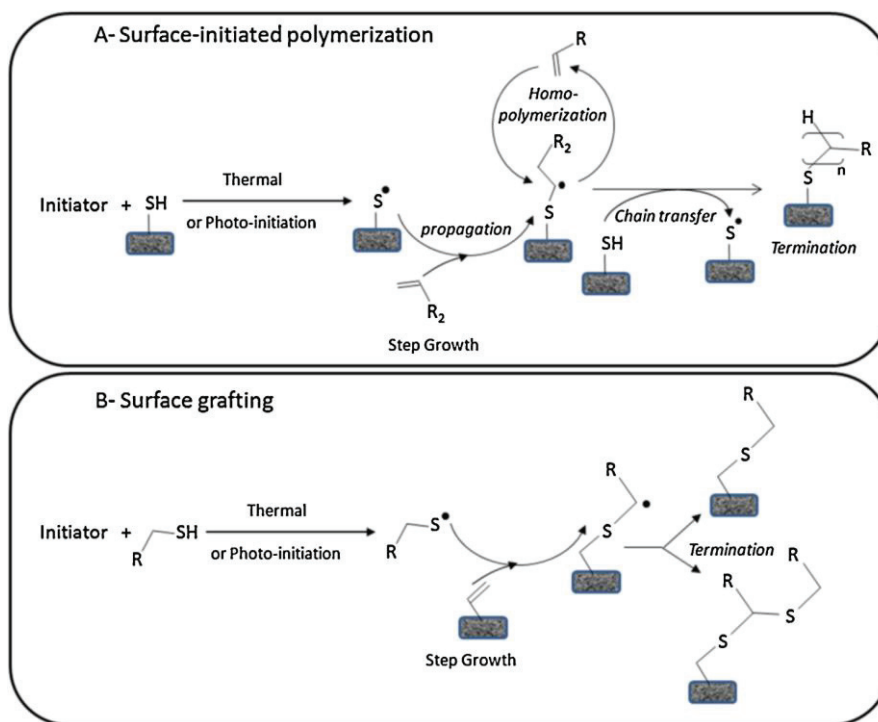 A- Surface-initiated polymerization
R
Homo-
polymerization
R2
H
R
n
S
Termination
Initiator + SH
Thermal
or Photo-initiation
S•
propagation
R2
Step Growth
S
SH
Chain transfer
S•
B- Surface grafting
Initiator + SH
R
Thermal
or Photo-initiation
S•
R
Step Growth
R
S
Termination
R
S
R
S
S